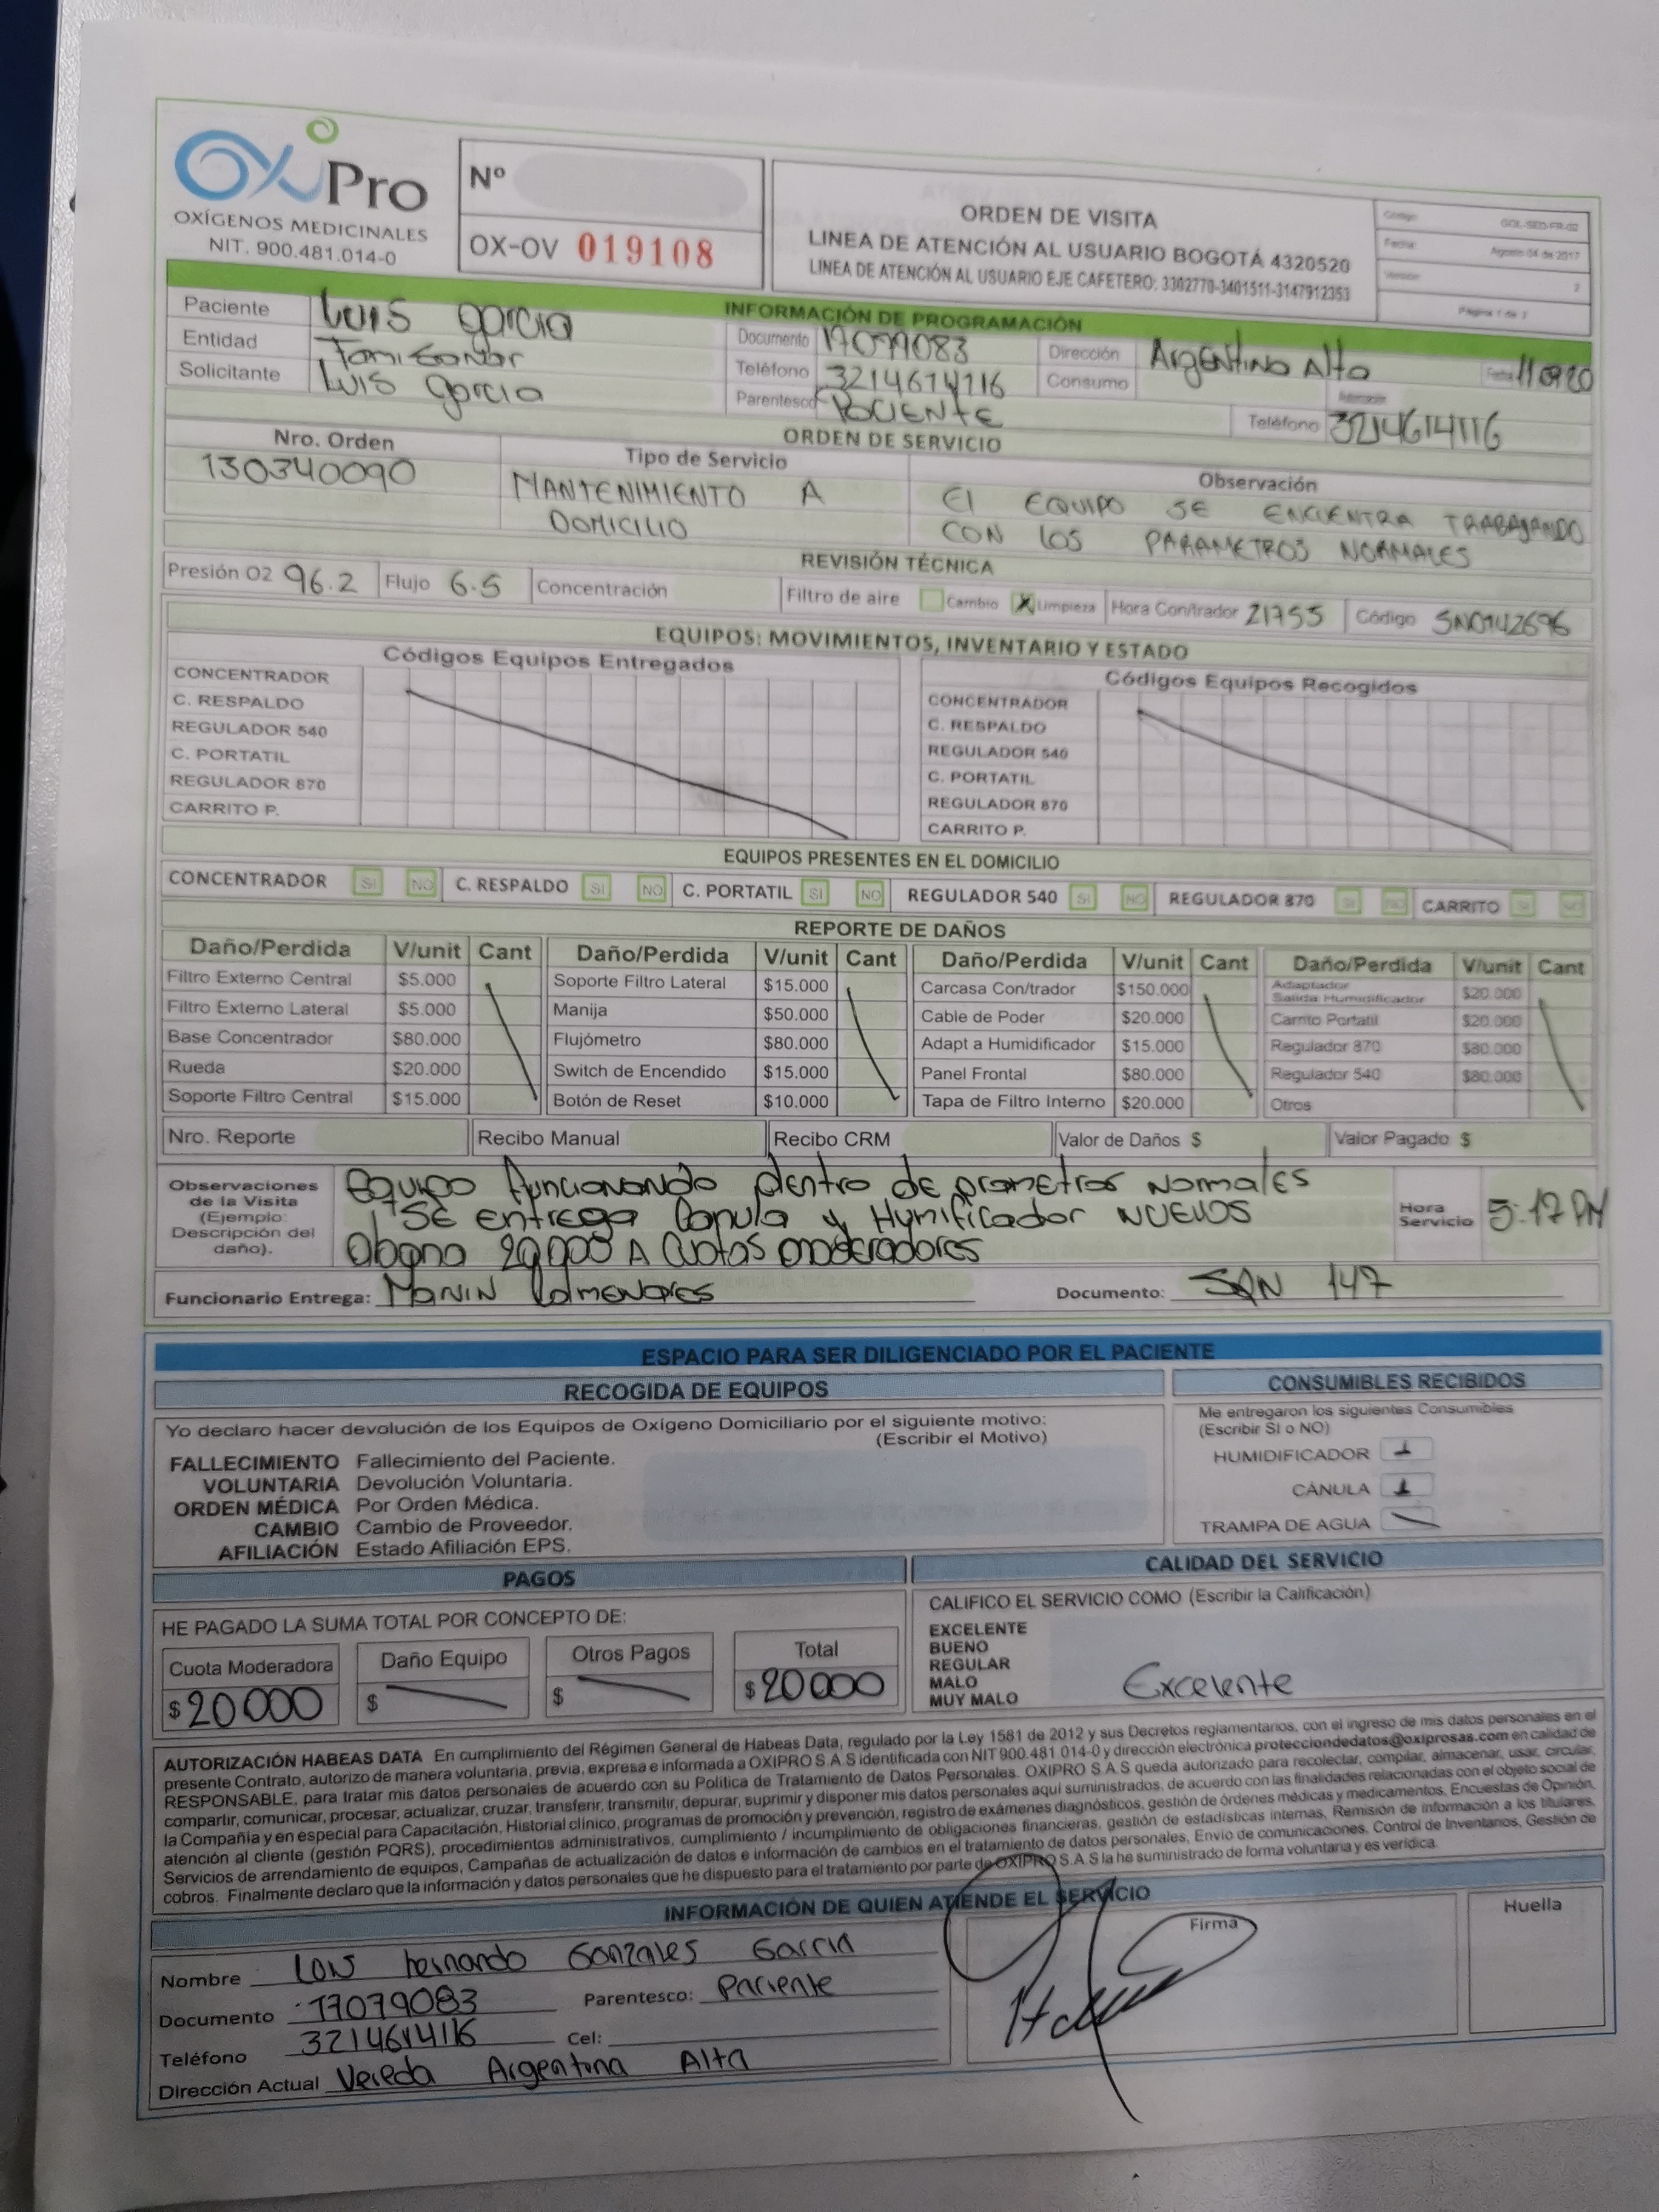 OxiPro
OXÍGENOS MEDICINALES
NIT. 900.481.014-0
Nº
OX-OV 019108
ORDEN DE VISITA
LINEA DE ATENCIÓN AL USUARIO BOGOTÁ 4320520
LINEA DE ATENCIÓN AL USUARIO EJE CAFETERO: 3302770-3401511-3147912353
Código GOL-SED-FR-02
Fecha Agosto 04 de 2017
Versión 2
Página 1 de 2
INFORMACIÓN DE PROGRAMACIÓN
Paciente Luis Garcia
Documento 17079083 Dirección Argentina Alta Fecha 110920
Entidad Famisanar
Teléfono 3214614116 Consumo
Solicitante Luis Garcia
Parentesco PACIENTE Teléfono 3214614116
ORDEN DE SERVICIO
Nro. Orden Tipo de Servicio Observación
130340090 MANTENIMIENTO A El EQUIPO SE ENCUENTRA TRABAJANDO
DOMICILIO CON LOS PARAMETROS NORMALES
REVISIÓN TÉCNICA
Presión O2 96.2 Flujo 6.5 Concentración Filtro de aire Cambio X Limpieza Hora Con/trador 21755 Código SN0142696
EQUIPOS: MOVIMIENTOS, INVENTARIO Y ESTADO
Códigos Equipos Entregados Códigos Equipos Recogidos
CONCENTRADOR CONCENTRADOR
C. RESPALDO C. RESPALDO
REGULADOR 540 REGULADOR 540
C. PORTATIL C. PORTATIL
REGULADOR 870 REGULADOR 870
CARRITO P. CARRITO P.
EQUIPOS PRESENTES EN EL DOMICILIO
CONCENTRADOR SI NO C. RESPALDO SI NO C. PORTATIL SI NO REGULADOR 540 SI NO REGULADOR 870 SI NO CARRITO SI NO
REPORTE DE DAÑOS
Daño/Perdida V/unit Cant Daño/Perdida V/unit Cant Daño/Perdida V/unit Cant Daño/Perdida V/unit Cant
Filtro Externo Central $5.000 Soporte Filtro Lateral $15.000 Carcasa Con/trador $150.000 Adaptador Salida Humidificador $20.000
Filtro Externo Lateral $5.000 Manija $50.000 Cable de Poder $20.000 Carrito Portatil $20.000
Base Concentrador $80.000 Flujómetro $80.000 Adapt a Humidificador $15.000 Regulador 870 $80.000
Rueda $20.000 Switch de Encendido $15.000 Panel Frontal $80.000 Regulador 540 $80.000
Soporte Filtro Central $15.000 Botón de Reset $10.000 Tapa de Filtro Interno $20.000 Otros
Nro. Reporte Recibo Manual Recibo CRM Valor de Daños $ Valor Pagado $
Observaciones de la Visita (Ejemplo: Descripción del daño).
Equipo funcionando dentro de prometros Normales
SE Entrega Canula y Humificador NUEVOS
Abono 20.000 A Cuotas moderadores
Hora Servicio 5:17 PM
Funcionario Entrega: Documento: 147
ESPACIO PARA SER DILIGENCIADO POR EL PACIENTE
RECOGIDA DE EQUIPOS
Yo declaro hacer devolución de los Equipos de Oxígeno Domiciliario por el siguiente motivo:
(Escribir el Motivo)
FALLECIMIENTO Fallecimiento del Paciente.
VOLUNTARIA Devolución Voluntaria.
ORDEN MÉDICA Por Orden Médica.
CAMBIO Cambio de Proveedor.
AFILIACIÓN Estado Afiliación EPS.
CONSUMIBLES RECIBIDOS
Me entregaron los siguientes Consumibles
(Escribir SI o NO)
HUMIDIFICADOR 1
CÁNULA 1
TRAMPA DE AGUA
PAGOS
HE PAGADO LA SUMA TOTAL POR CONCEPTO DE:
Cuota Moderadora Daño Equipo Otros Pagos Total
$ 20000 $ $ $ 20000
CALIDAD DEL SERVICIO
CALIFICO EL SERVICIO COMO (Escribir la Calificación)
EXCELENTE
BUENO
REGULAR
MALO
MUY MALO
Excelente
AUTORIZACIÓN HABEAS DATA En cumplimiento del Régimen General de Habeas Data, regulado por la Ley 1581 de 2012 y sus Decretos reglamentarios, con el ingreso de mis datos personales en el
presente Contrato, autorizo de manera voluntaria, previa, expresa e informada a OXIPRO S.A.S identificada con NIT 900.481.014-0 y dirección electrónica protecciondedatos@oxiprosas.com en calidad de
RESPONSABLE, para tratar mis datos personales de acuerdo con su Política de Tratamiento de Datos Personales. OXIPRO S.A.S queda autorizado para recolectar, compilar, almacenar, usar, circular,
compartir, comunicar, procesar, actualizar, cruzar, transferir, transmitir, depurar, suprimir y disponer mis datos personales aquí suministrados, de acuerdo con las finalidades relacionadas con el objeto social de
la Compañía y en especial para Capacitación, Historial clínico, programas de promoción y prevención, registro de exámenes diagnósticos, gestión de órdenes médicas y medicamentos, Encuestas de Opinión,
atención al cliente (gestión PQRS), procedimientos administrativos, cumplimiento / incumplimiento de obligaciones financieras, gestión de estadísticas internas, Remisión de información a los titulares,
Servicios de arrendamiento de equipos, Campañas de actualización de datos e información de cambios en el tratamiento de datos personales, Envío de comunicaciones, Control de Inventarios, Gestión de
cobros. Finalmente declaro que la información y datos personales que he dispuesto para el tratamiento por parte de OXIPRO S.A.S la he suministrado de forma voluntaria y es verídica.
INFORMACIÓN DE QUIEN ATIENDE EL SERVICIO
Nombre Luis Hernando Gonzales Garcia
Documento 17079083 Parentesco: Paciente
Teléfono 3214614116 Cel:
Dirección Actual Vereda Argentina Alta
Firma
Huella